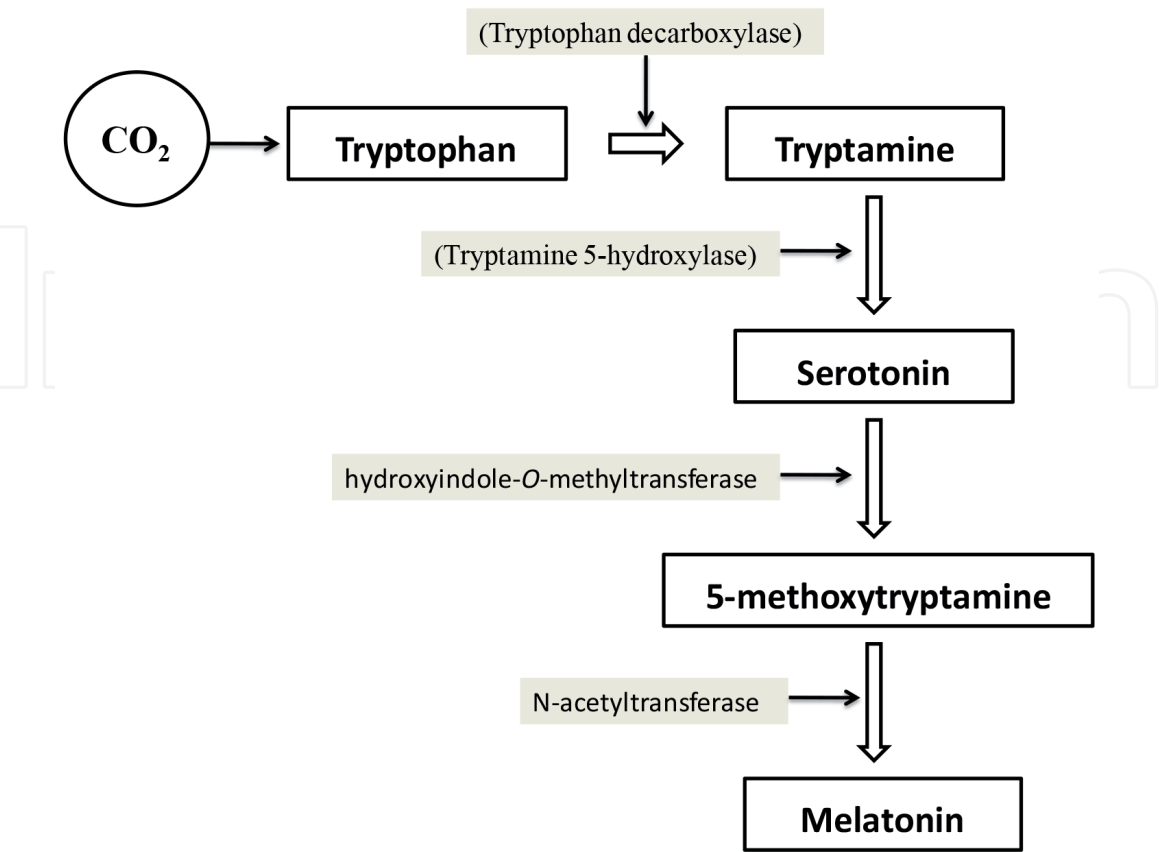 (Tryptophan decarboxylase)
CO₂
Tryptophan
Tryptamine
(Tryptamine 5-hydroxylase)
Serotonin
hydroxyindole-O-methyltransferase
5-methoxytryptamine
N-acetyltransferase
Melatonin